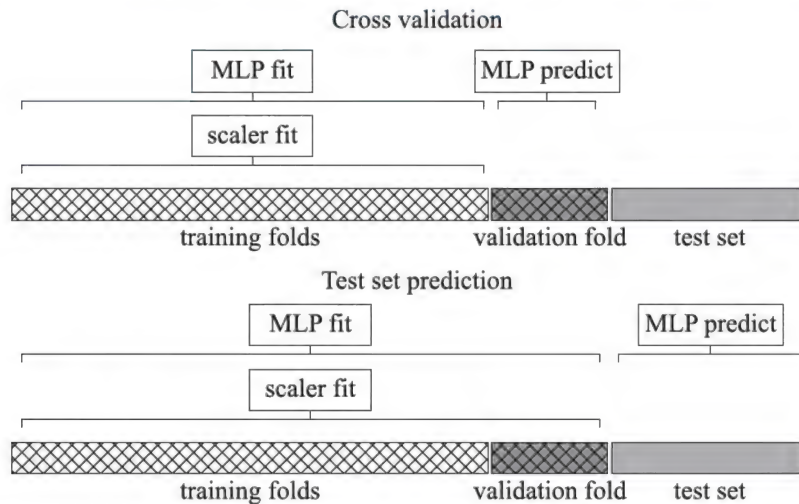 Cross validation
MLP fit MLP predict
scaler fit
training folds validation fold test set
Test set prediction
MLP fit MLP predict
scaler fit
training folds validation fold test set